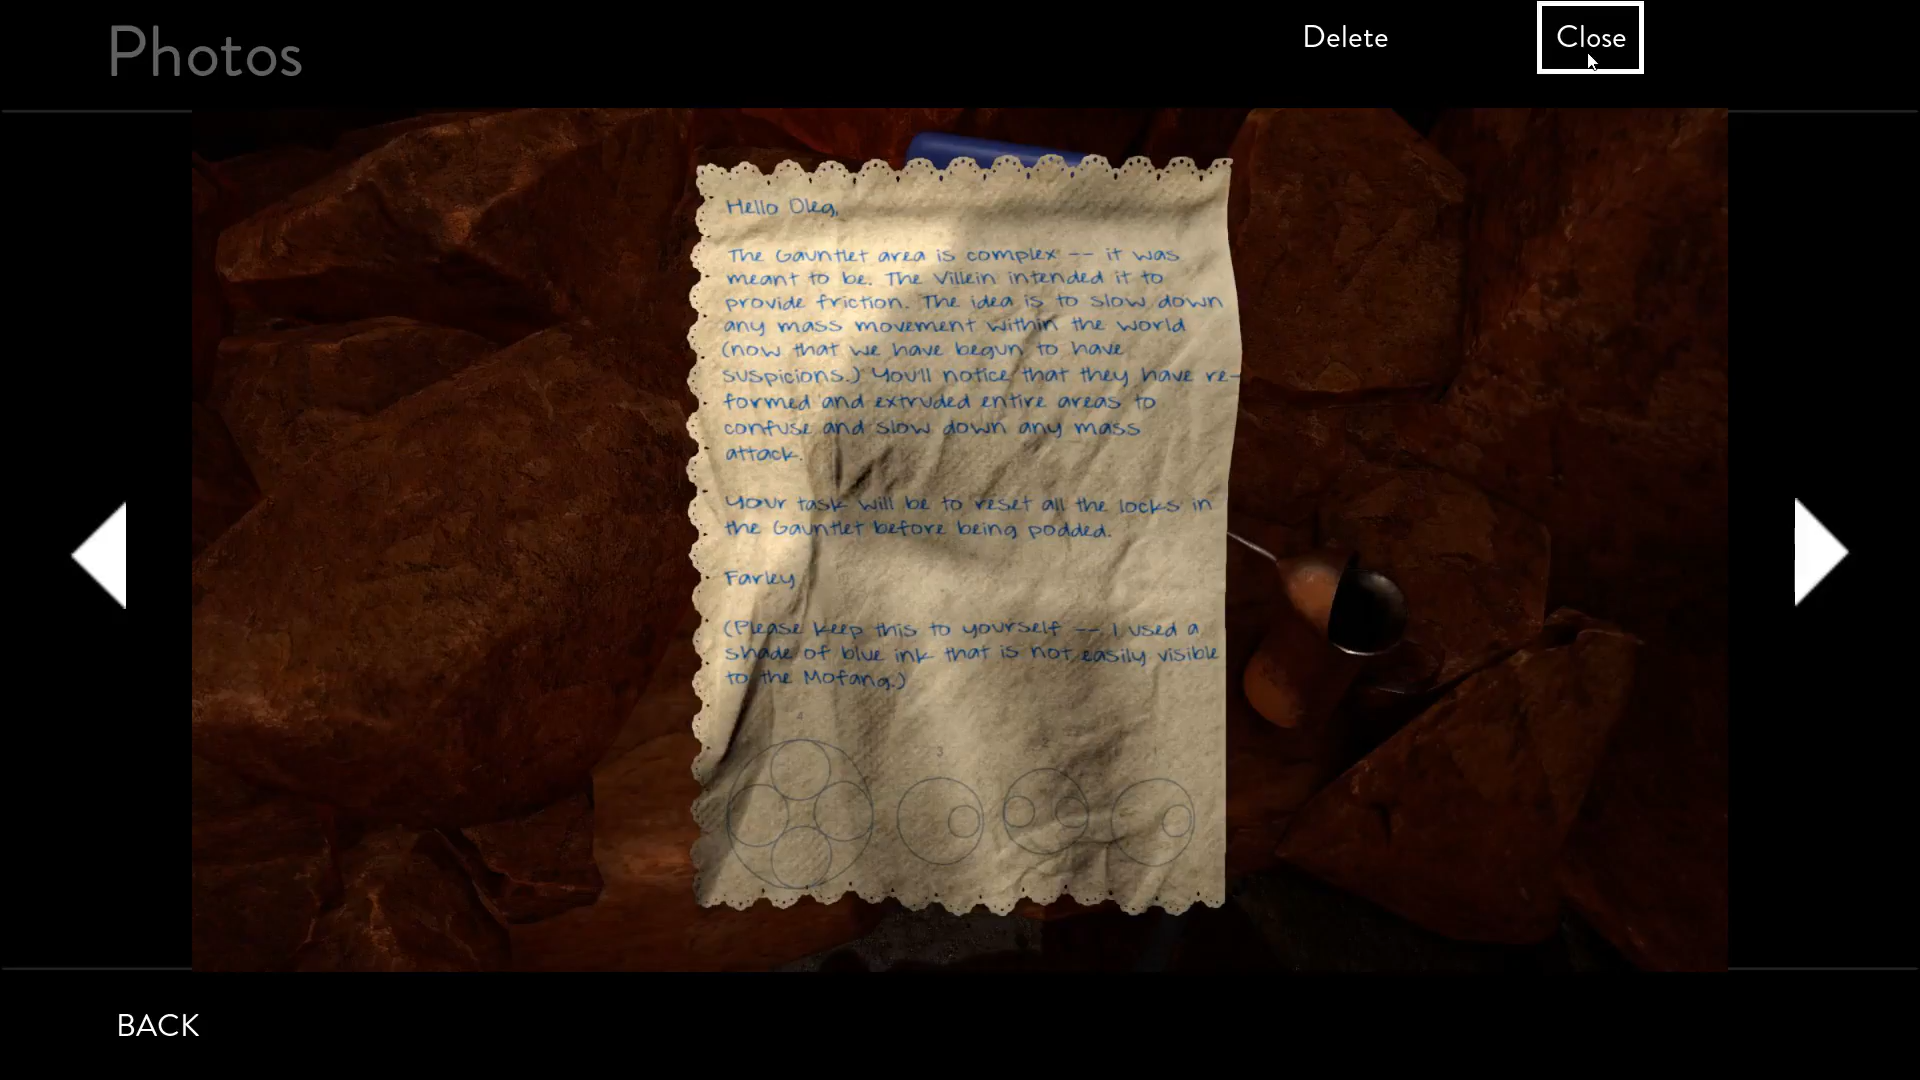 Photos
Delete
Close
Hello Oleg,
The Gauntlet area is complex -- it was
meant to be. The Villein intended it to
provide friction. The idea is to slow down
any mass movement within the world
(now that we have begun to have
suspicions.) You'll notice that they have re-
formed and extruded entire areas to
confuse and slow down any mass
attack.
Your task will be to reset all the locks in
the Gauntlet before being podded.
Farley
(Please keep this to yourself -- I used a
shade of blue ink that is not easily visible
to the Mofang.)
4
3
2
1
BACK